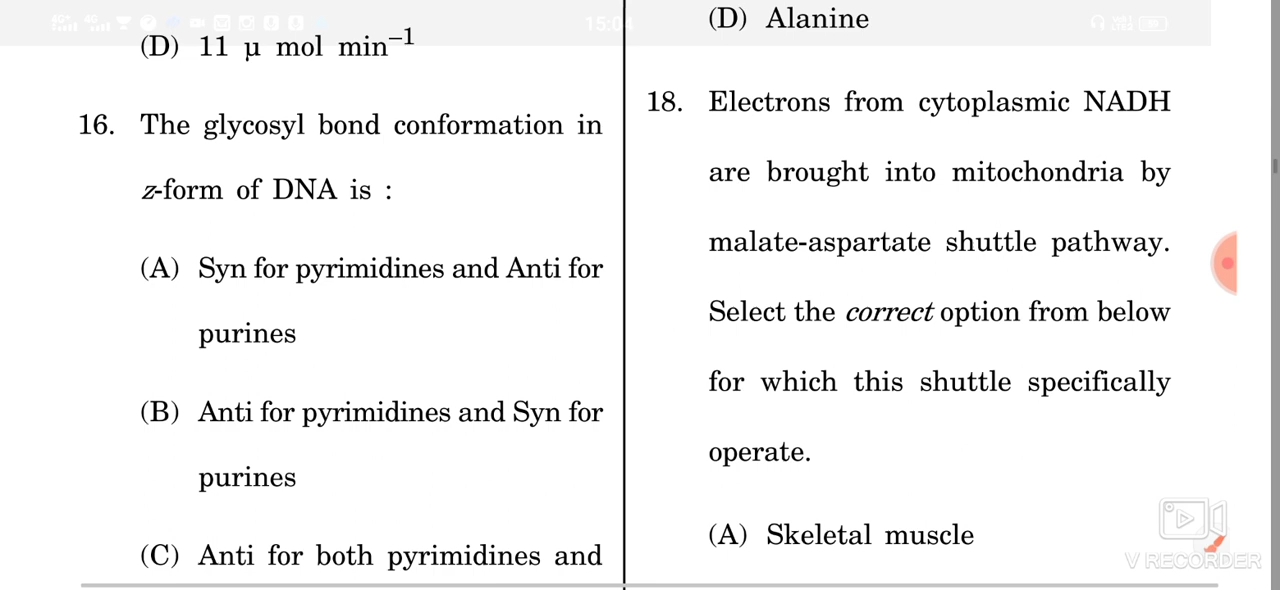 15:04
(D) 11 μ mol min⁻¹
16. The glycosyl bond conformation in
z-form of DNA is :
(A) Syn for pyrimidines and Anti for
purines
(B) Anti for pyrimidines and Syn for
purines
(C) Anti for both pyrimidines and
(D) Alanine
18. Electrons from cytoplasmic NADH
are brought into mitochondria by
malate-aspartate shuttle pathway.
Select the correct option from below
for which this shuttle specifically
operate.
(A) Skeletal muscle
V RECORDER